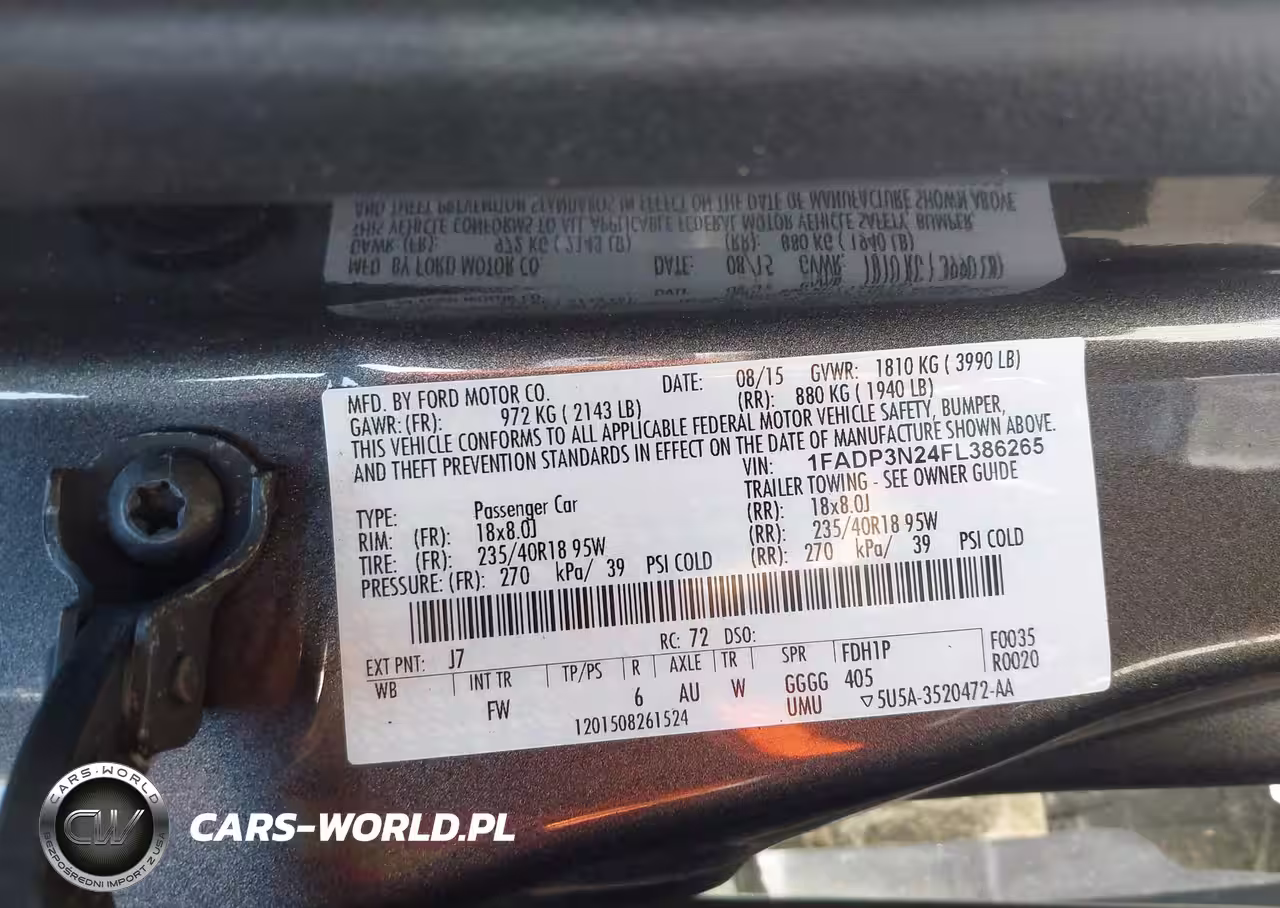 MFD. BY FORD MOTOR CO. DATE: 08/15 GVWR: 1810 KG ( 3990 LB)
GAWR: (FR): 972 KG ( 2143 LB) (RR): 880 KG ( 1940 LB)
THIS VEHICLE CONFORMS TO ALL APPLICABLE FEDERAL MOTOR VEHICLE SAFETY, BUMPER,
AND THEFT PREVENTION STANDARDS IN EFFECT ON THE DATE OF MANUFACTURE SHOWN ABOVE.
VIN: 1FADP3N24FL386265
TRAILER TOWING - SEE OWNER GUIDE
TYPE: Passenger Car
RIM: (FR): 18x8.0J (RR): 18x8.0J
TIRE: (FR): 235/40R18 95W (RR): 235/40R18 95W
PRESSURE: (FR): 270 kPa/ 39 PSI COLD (RR): 270 kPa/ 39 PSI COLD
RC: 72 DSO:
EXT PNT: J7 FDH1P F0035
WB INT TR TP/PS R AXLE TR SPR 405 R0020
FW 6 AU W GGGG
UMU ▽5U5A-3520472-AA
1201508261524
CARS-WORLD
CW
BEZPOŚREDNI IMPORT Z USA
CARS-WORLD.PL